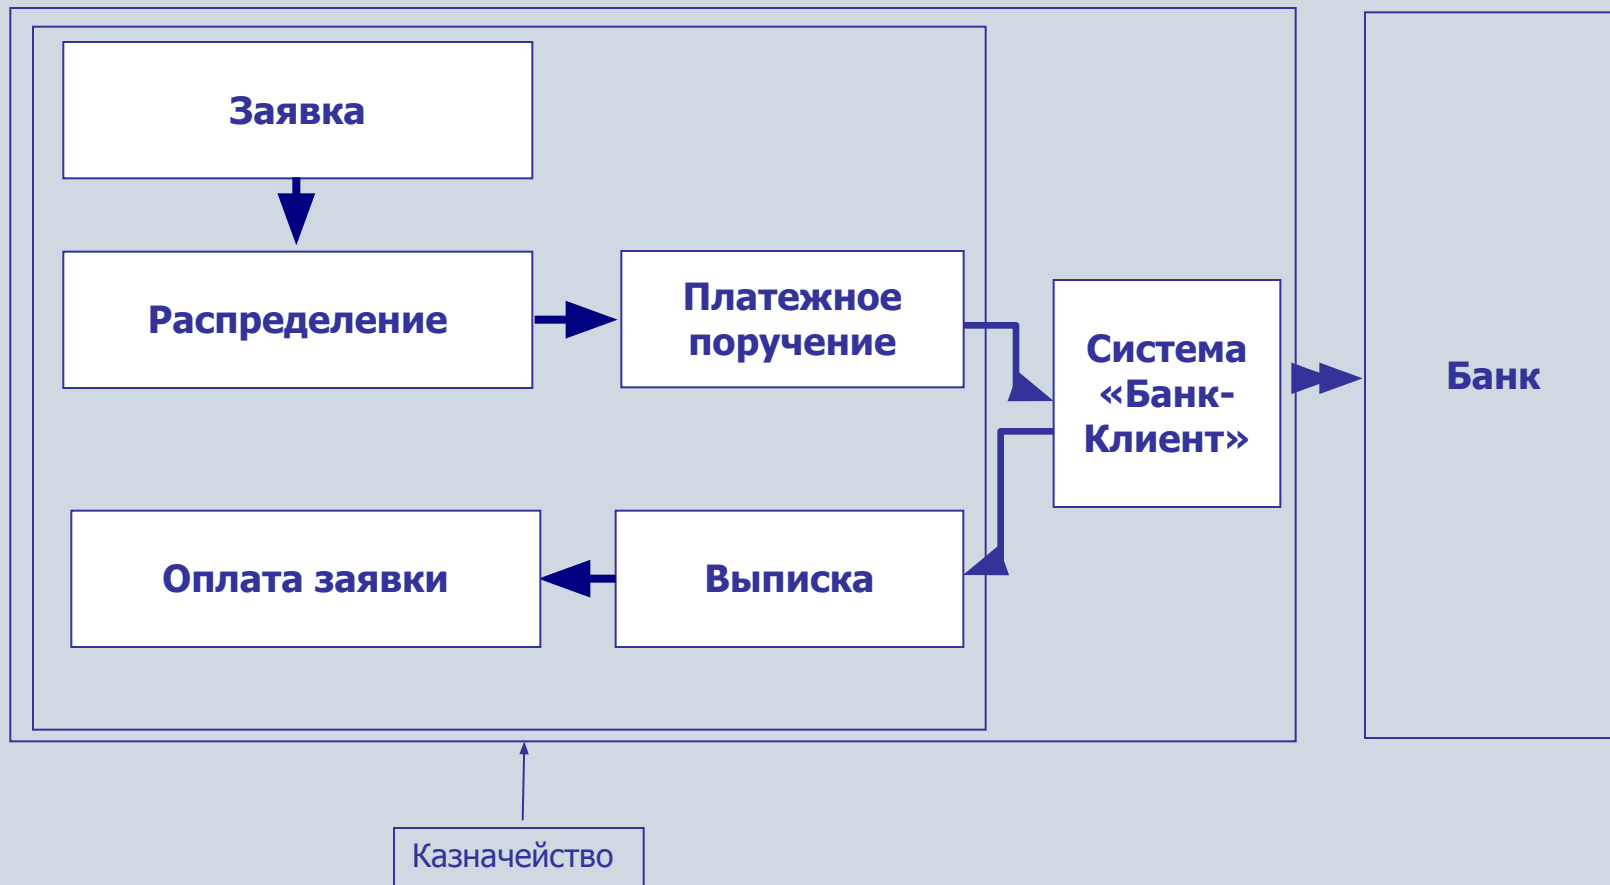 Заявка
Распределение
Платежное
поручение
Система
«Банк-
Клиент»
Банк
Оплата заявки
Выписка
Казначейство